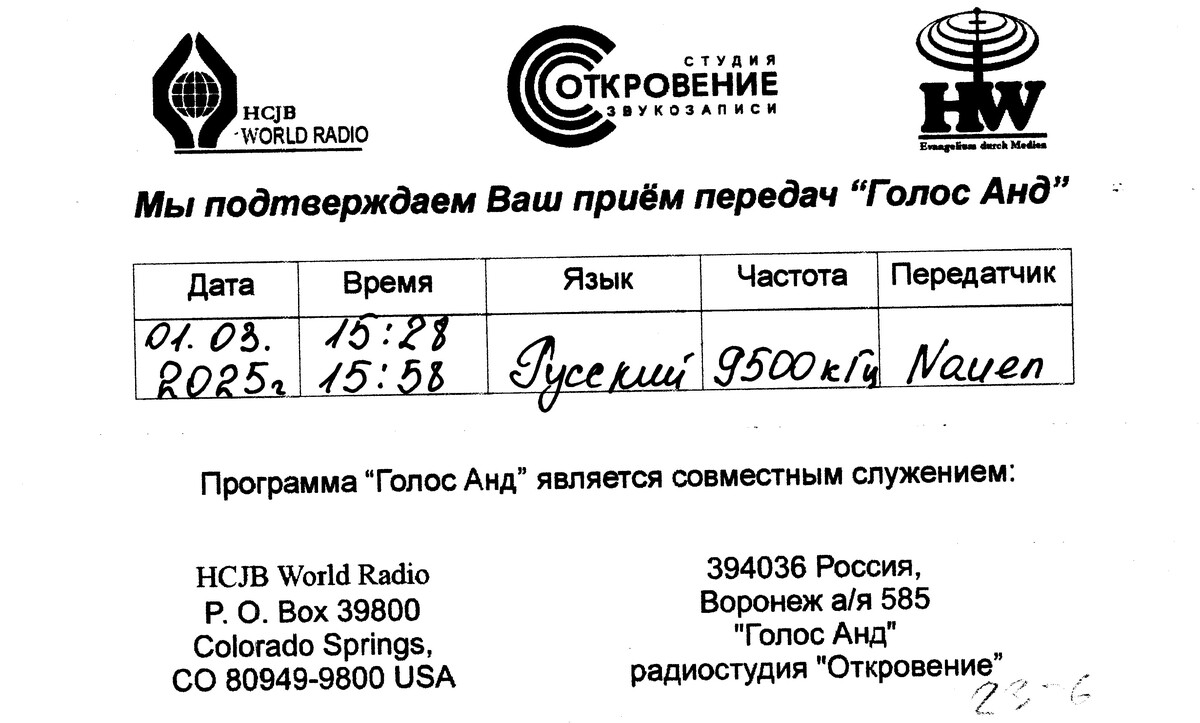 HCJB
WORLD RADIO
СТУДИЯ
ОТКРОВЕНИЕ
ЗВУКОЗАПИСИ
HW
Evangelium durch Medien
Мы подтверждаем Ваш приём передач “Голос Анд”
Дата Время Язык Частота Передатчик
01.03. 15:28
2025г 15:58 Русский 9500 кГц Nauen
Программа “Голос Анд” является совместным служением:
HCJB World Radio
P. O. Box 39800
Colorado Springs,
CO 80949-9800 USA
394036 Россия,
Воронеж а/я 585
"Голос Анд"
радиостудия "Откровение”
23-6